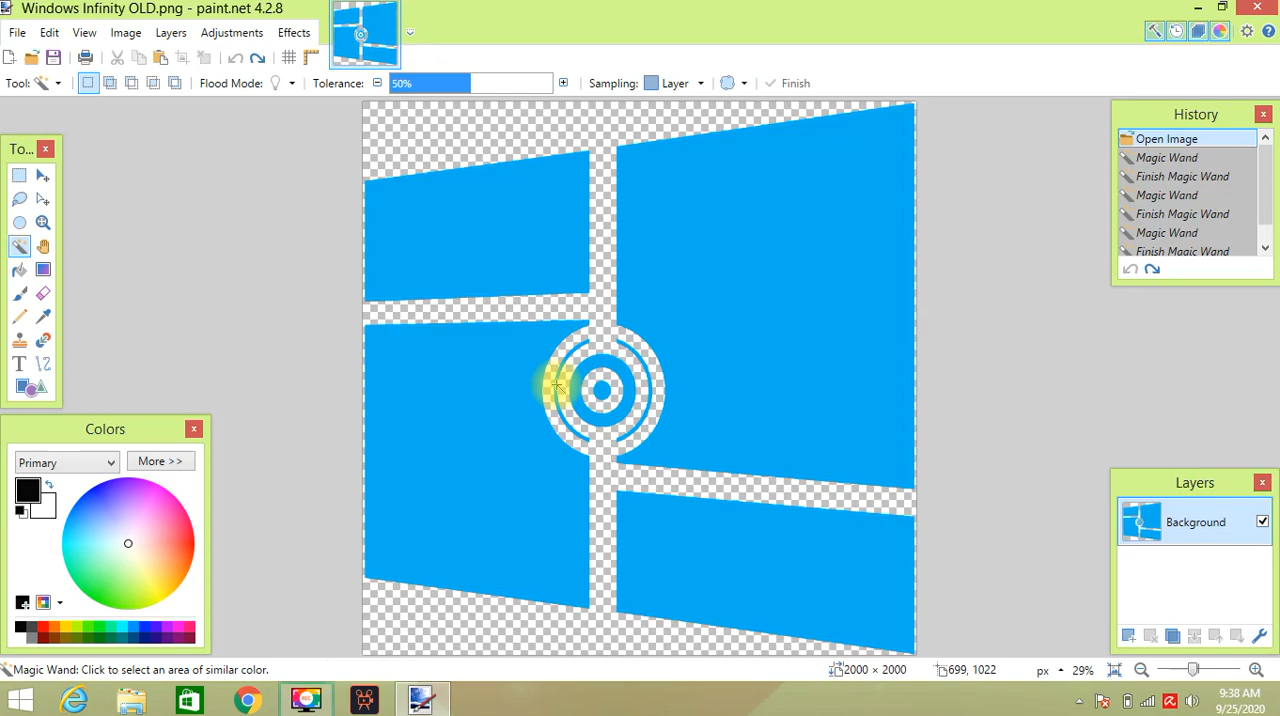 Windows Infinity OLD.png - paint.net 4.2.8
File Edit View Image Layers Adjustments Effects
Tool: Flood Mode: Tolerance: 50% Sampling: Layer Finish
To...
History
Open Image
Magic Wand
Finish Magic Wand
Magic Wand
Finish Magic Wand
Magic Wand
Finish Magic Wand
Colors
Primary More >>
Layers
Background
Magic Wand: Click to select an area of similar color. 2000 × 2000 699, 1022 px 29%
REC
9:38 AM
9/25/2020